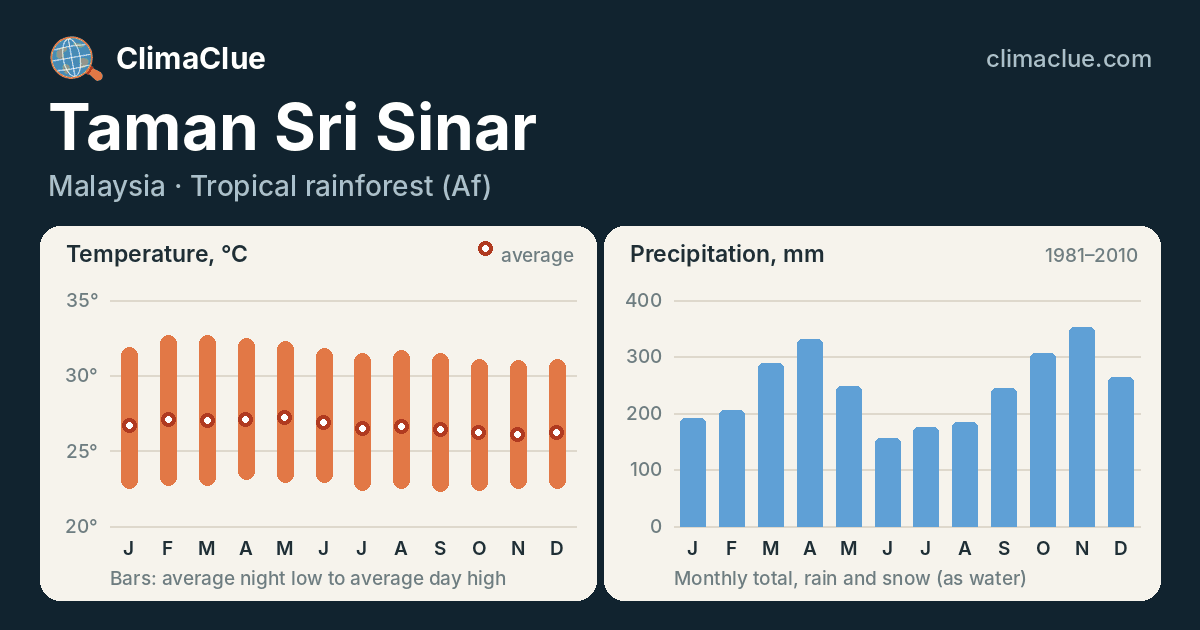 ClimaClue
climaclue.com
Taman Sri Sinar
Malaysia · Tropical rainforest (Af)
Temperature, °C
average
35°
30°
25°
20°
J F M A M J J A S O N D
Bars: average night low to average day high
Precipitation, mm
1981–2010
400
300
200
100
0
J F M A M J J A S O N D
Monthly total, rain and snow (as water)